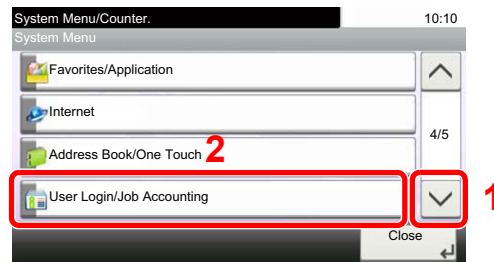 System Menu/Counter. 10:10
System Menu
Favorites/Application
Internet
4/5
Address Book/One Touch 2
User Login/Job Accounting
1
Close